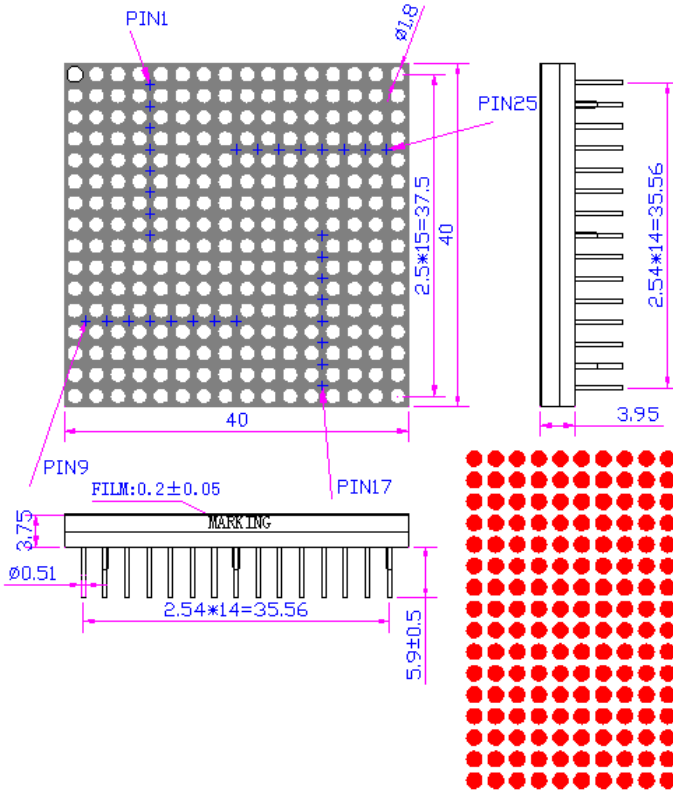 PIN1
Ø1.8
PIN25
2.5*15=37.5
40
2.54*14=35.56
40
3.95
PIN9
PIN17
FILM:0.2±0.05
MARKING
3.75
Ø0.51
2.54*14=35.56
5.9±0.5